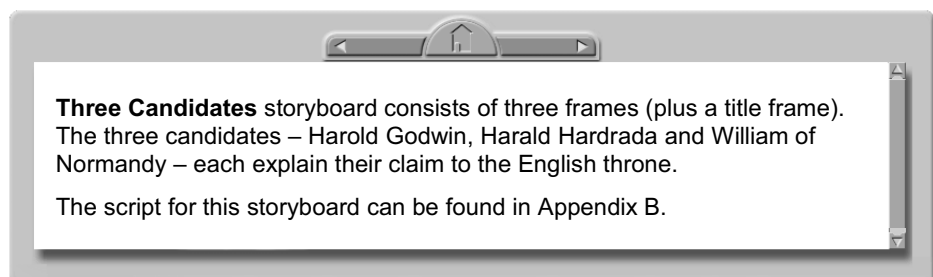 Three Candidates storyboard consists of three frames (plus a title frame).
The three candidates – Harold Godwin, Harald Hardrada and William of
Normandy – each explain their claim to the English throne.
The script for this storyboard can be found in Appendix B.